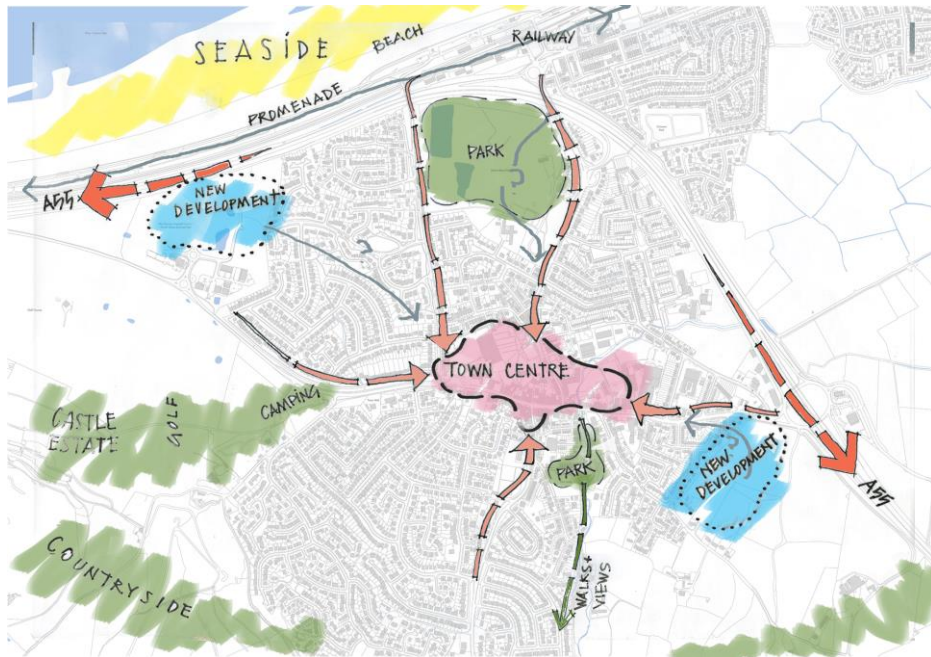 SEASIDE
BEACH
RAILWAY
PROMENADE
PARK
A55
NEW
DEVELOPMENT
TOWN CENTRE
CAMPING
GOLF
CASTLE
ESTATE
PARK
NEW
DEVELOPMENT
A55
COUNTRYSIDE
WALKS+
VIEWS